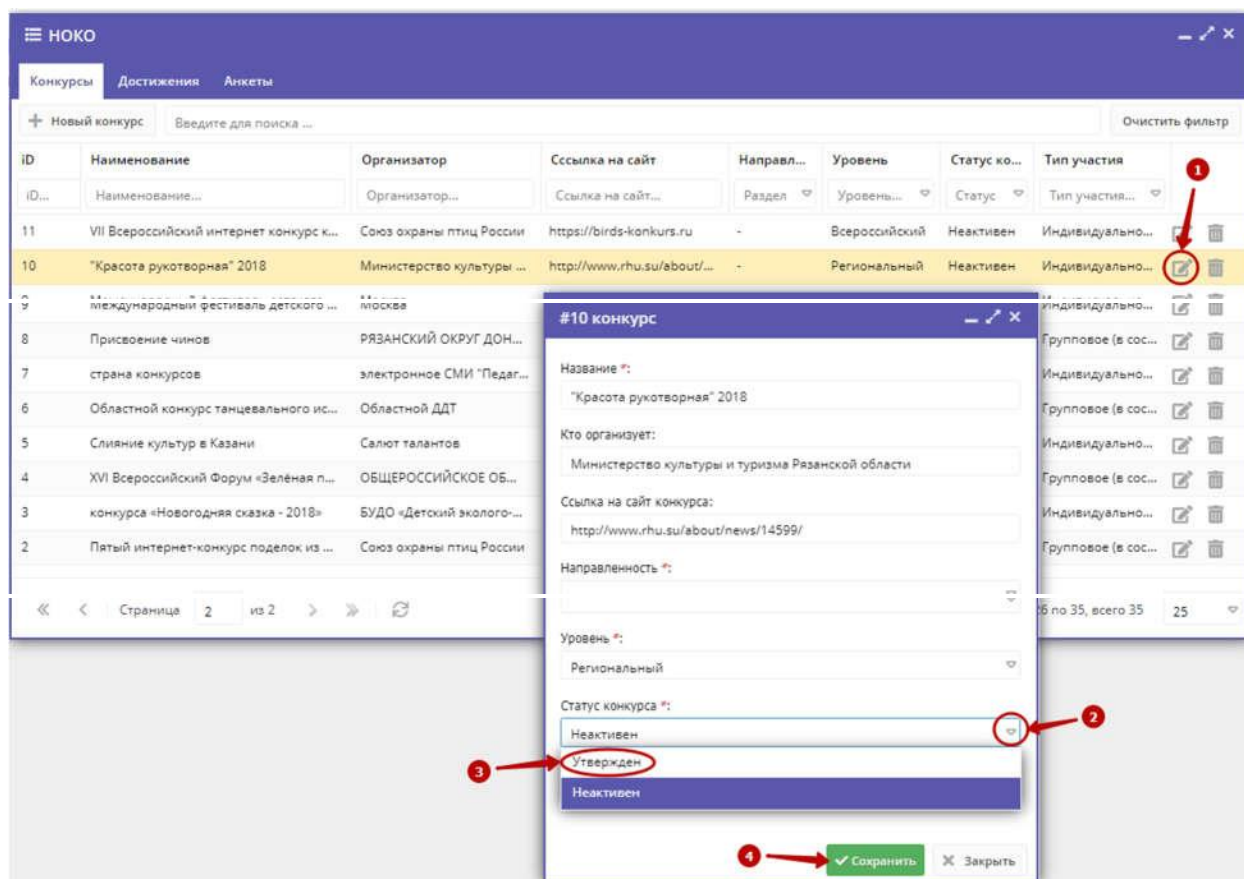 НОКО
Конкурсы Достижения Анкеты
+ Новый конкурс Введите для поиска ... Очистить фильтр
iD Наименование Организатор Сссылка на сайт Направл... Уровень Статус ко... Тип участия
iD... Наименование... Организатор... Ссылка на сайт... Раздел Уровень... Статус Тип участия...
1
11 VII Всероссийский интернет конкурс к... Союз охраны птиц России https://birds-konkurs.ru - Всероссийский Неактивен Индивидуально...
10 "Красота рукотворная" 2018 Министерство культуры ... http://www.rhu.su/about/... - Региональный Неактивен Индивидуально...
9 Международный фестиваль детского ... Москва Индивидуально...
8 Присвоение чинов РЯЗАНСКИЙ ОКРУГ ДОН... Групповое (в сос...
7 страна конкурсов электронное СМИ "Педаг... Индивидуально...
6 Областной конкурс танцевального ис... Областной ДДТ Групповое (в сос...
5 Слияние культур в Казани Салют талантов Индивидуально...
4 XVI Всероссийский Форум «Зелёная п... ОБЩЕРОССИЙСКОЕ ОБ... Групповое (в сос...
3 конкурса «Новогодняя сказка - 2018» БУДО «Детский эколого-... Индивидуально...
2 Пятый интернет-конкурс поделок из ... Союз охраны птиц России Групповое (в сос...
Страница 2 из 2 по 35, всего 35 25
#10 конкурс
Название *:
"Красота рукотворная" 2018
Кто организует:
Министерство культуры и туризма Рязанской области
Ссылка на сайт конкурса:
http://www.rhu.su/about/news/14599/
Направленность *:
Уровень *:
Региональный
Статус конкурса *:
Неактивен
2
Утвержден
3
Неактивен
4
Сохранить Закрыть